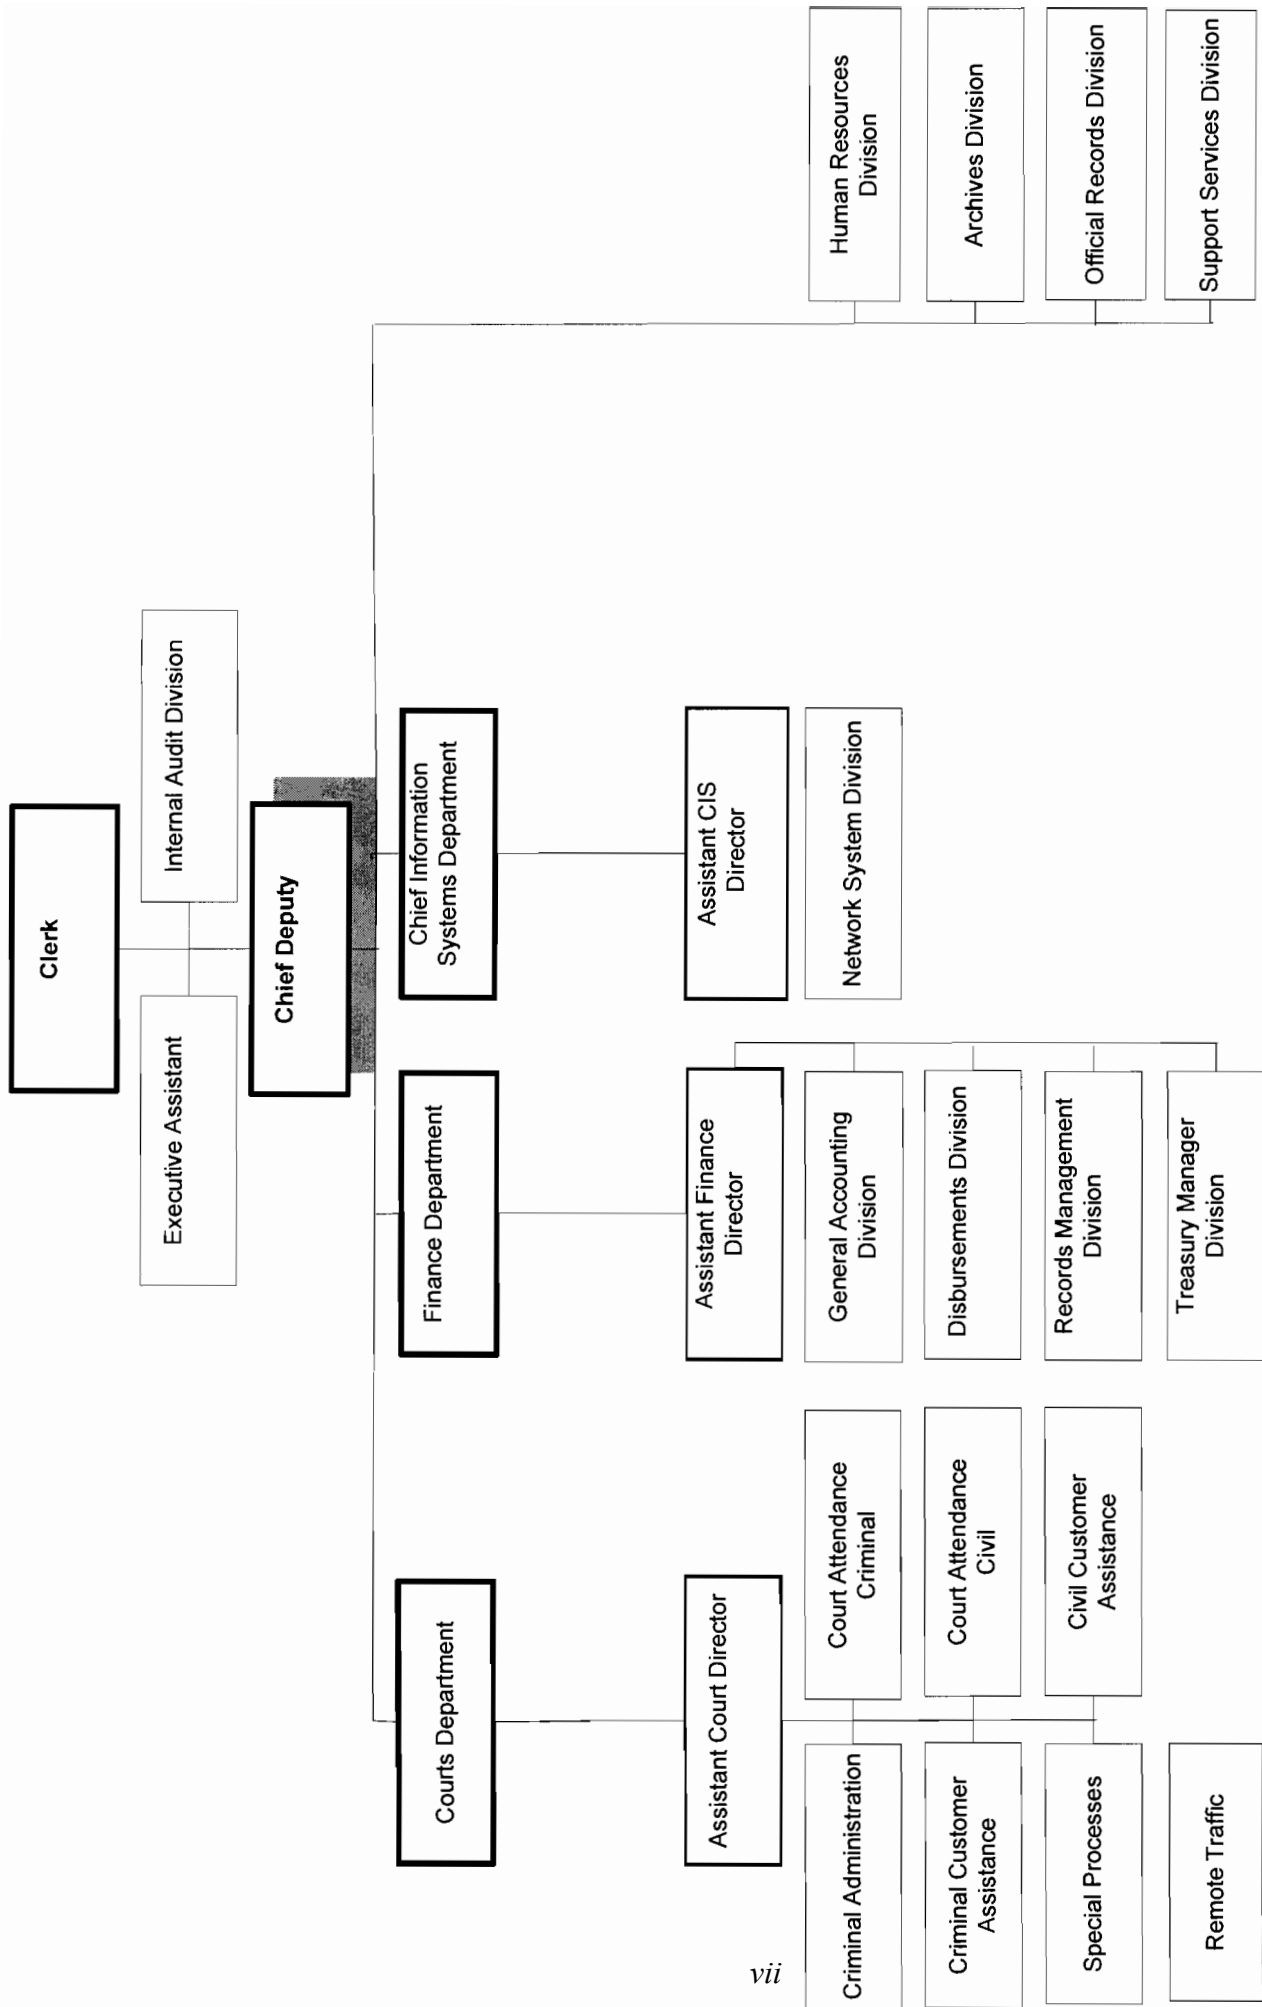 Clerk
Executive Assistant
Internal Audit Division
Chief Deputy
Courts Department
Finance Department
Chief Information
Systems Department
Assistant Court Director
Assistant Finance
Director
Assistant CIS
Director
Criminal Administration
Court Attendance
Criminal
General Accounting
Division
Network System Division
Human Resources
Division
Criminal Customer
Assistance
Court Attendance
Civil
Disbursements Division
Archives Division
Special Processes
Civil Customer
Assistance
Records Management
Division
Official Records Division
Remote Traffic
Treasury Manager
Division
Support Services Division
vii